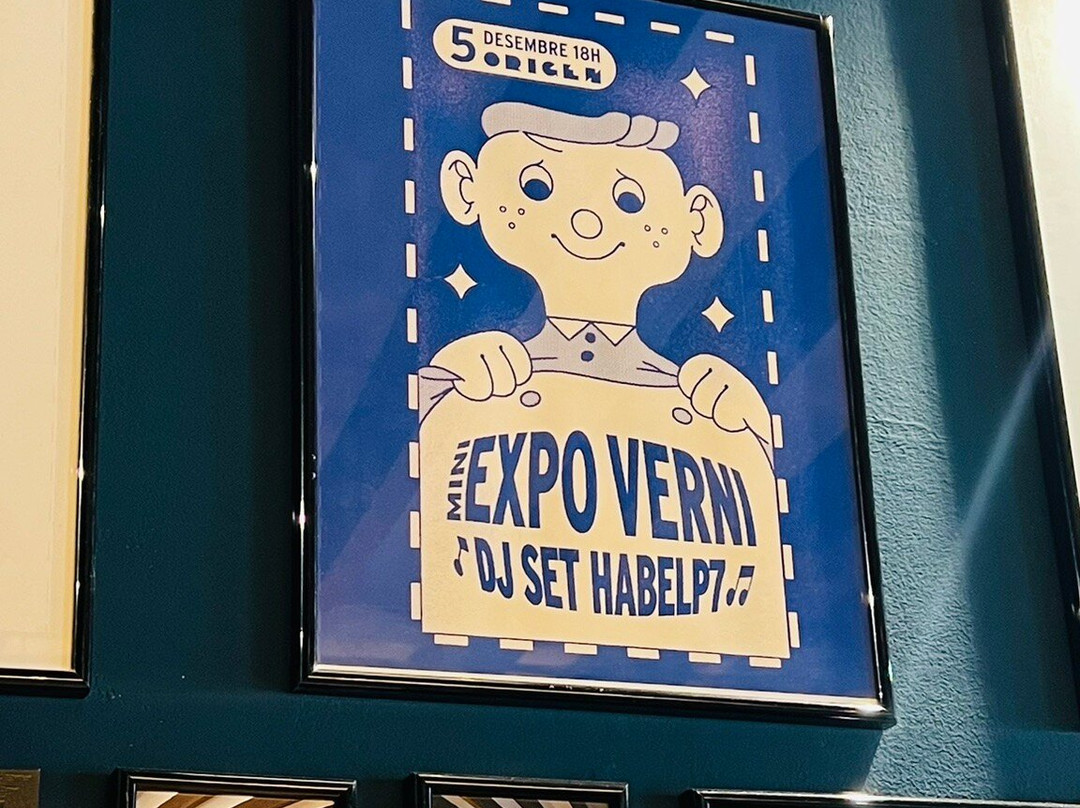 5 DESEMBRE 18H
ORIGEN
MINI EXPO VERNI
DJ SET HABELP7